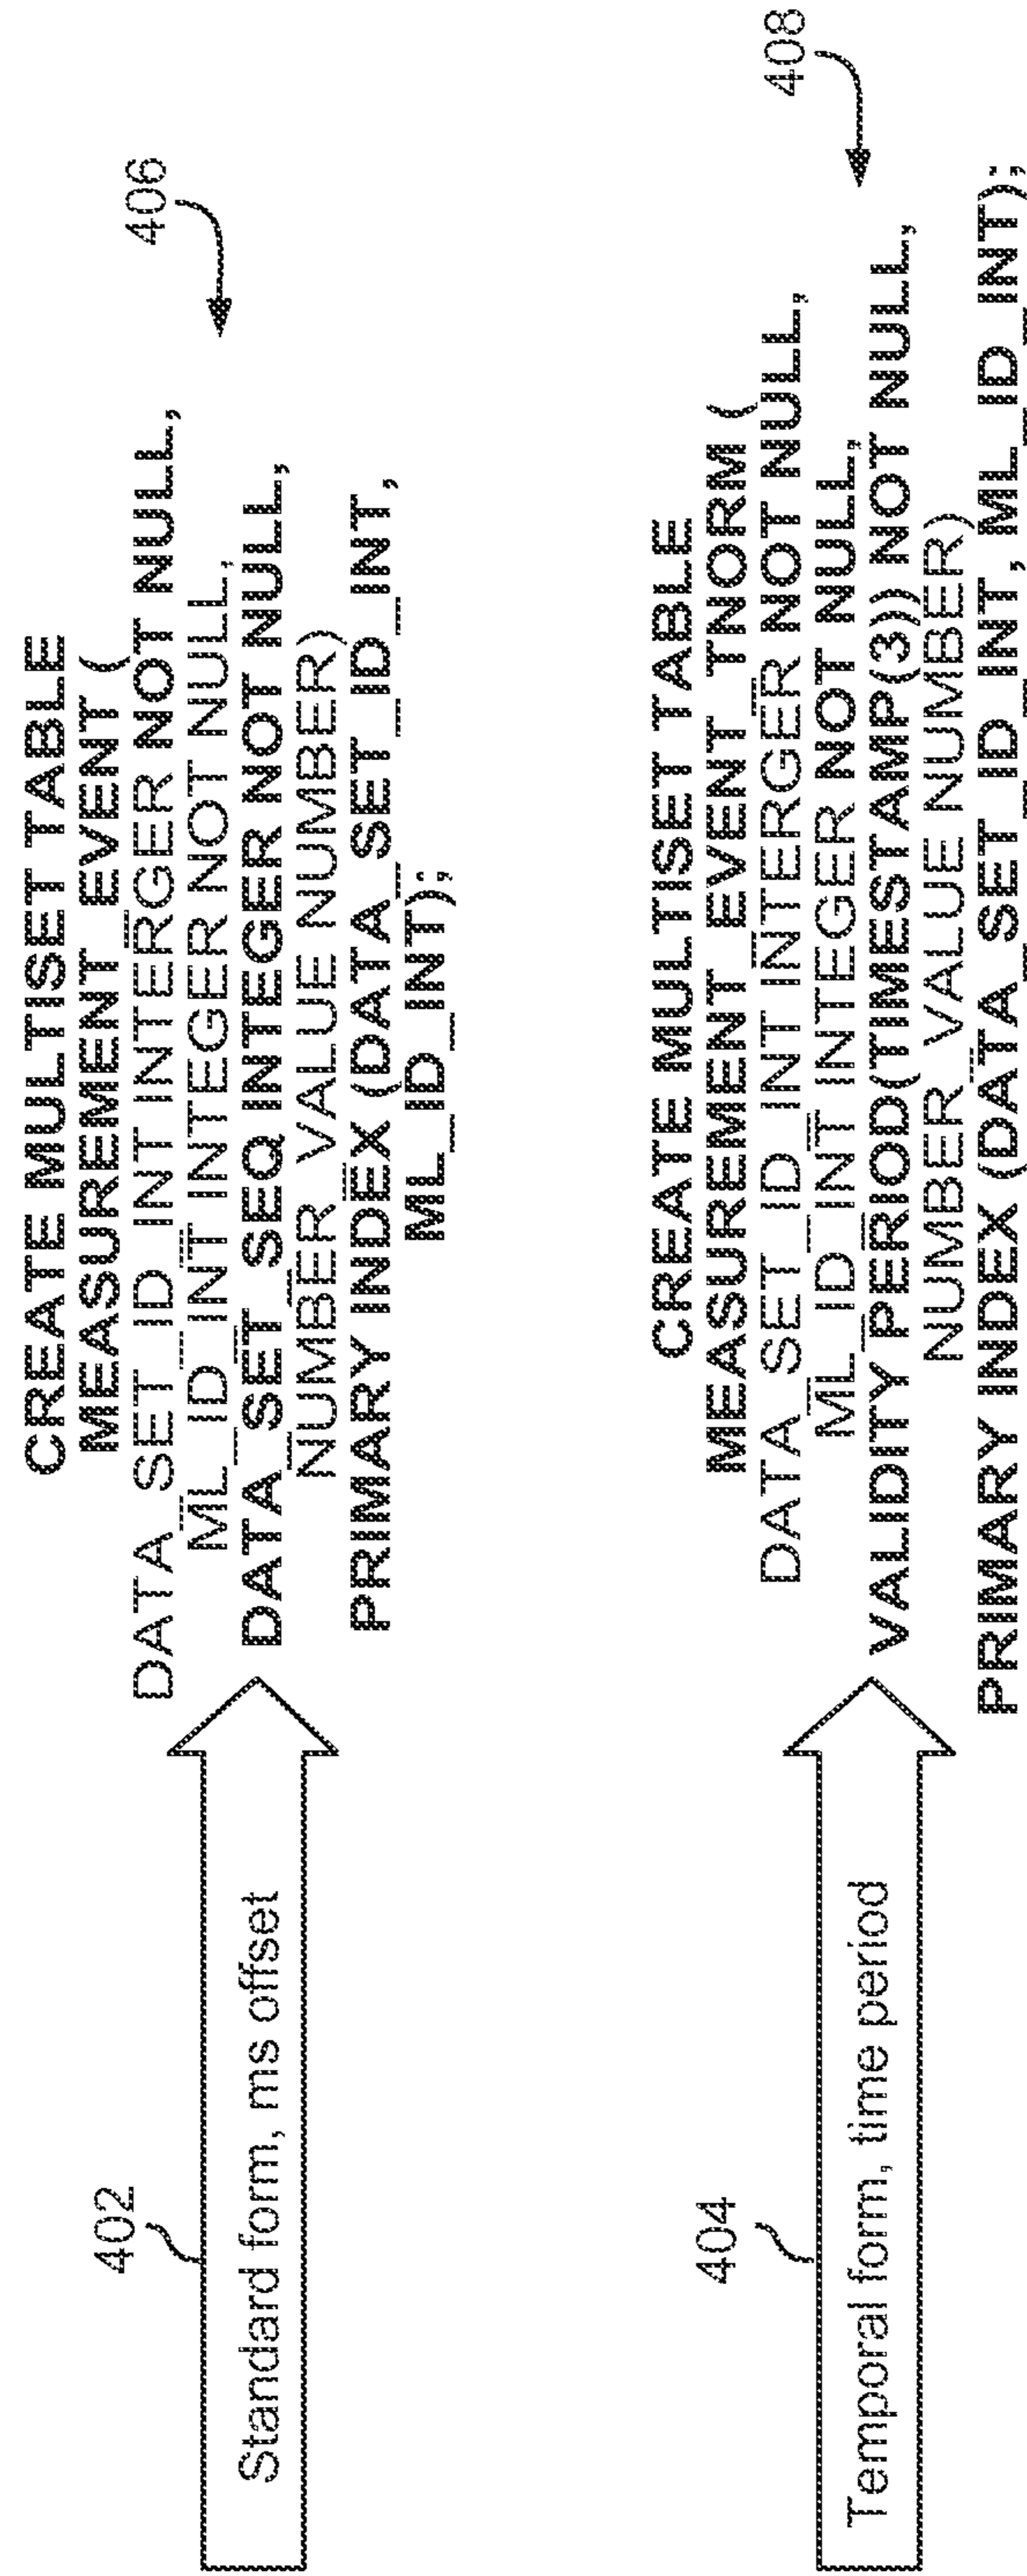 402
Standard form, ms offset
CREATE MULTISET TABLE
MEASUREMENT_EVENT (
DATA_SET_ID_INT INTERGER NOT NULL,
ML_ID_INT INTEGER NOT NULL,
DATA_SET_SEQ INTEGER NOT NULL,
NUMBER_VALUE NUMBER)
PRIMARY INDEX (DATA_SET_ID_INT,
ML_ID_INT);
406
404
Temporal form, time period
CREATE MULTISET TABLE
MEASUREMENT_EVENT_TNORM (
DATA_SET_ID_INT INTERGER NOT NULL,
ML_ID_INT INTEGER NOT NULL,
VALIDITY PERIOD(TIMESTAMP(3)) NOT NULL,
NUMBER_VALUE NUMBER)
PRIMARY INDEX (DATA_SET_ID_INT, ML_ID_INT);
408